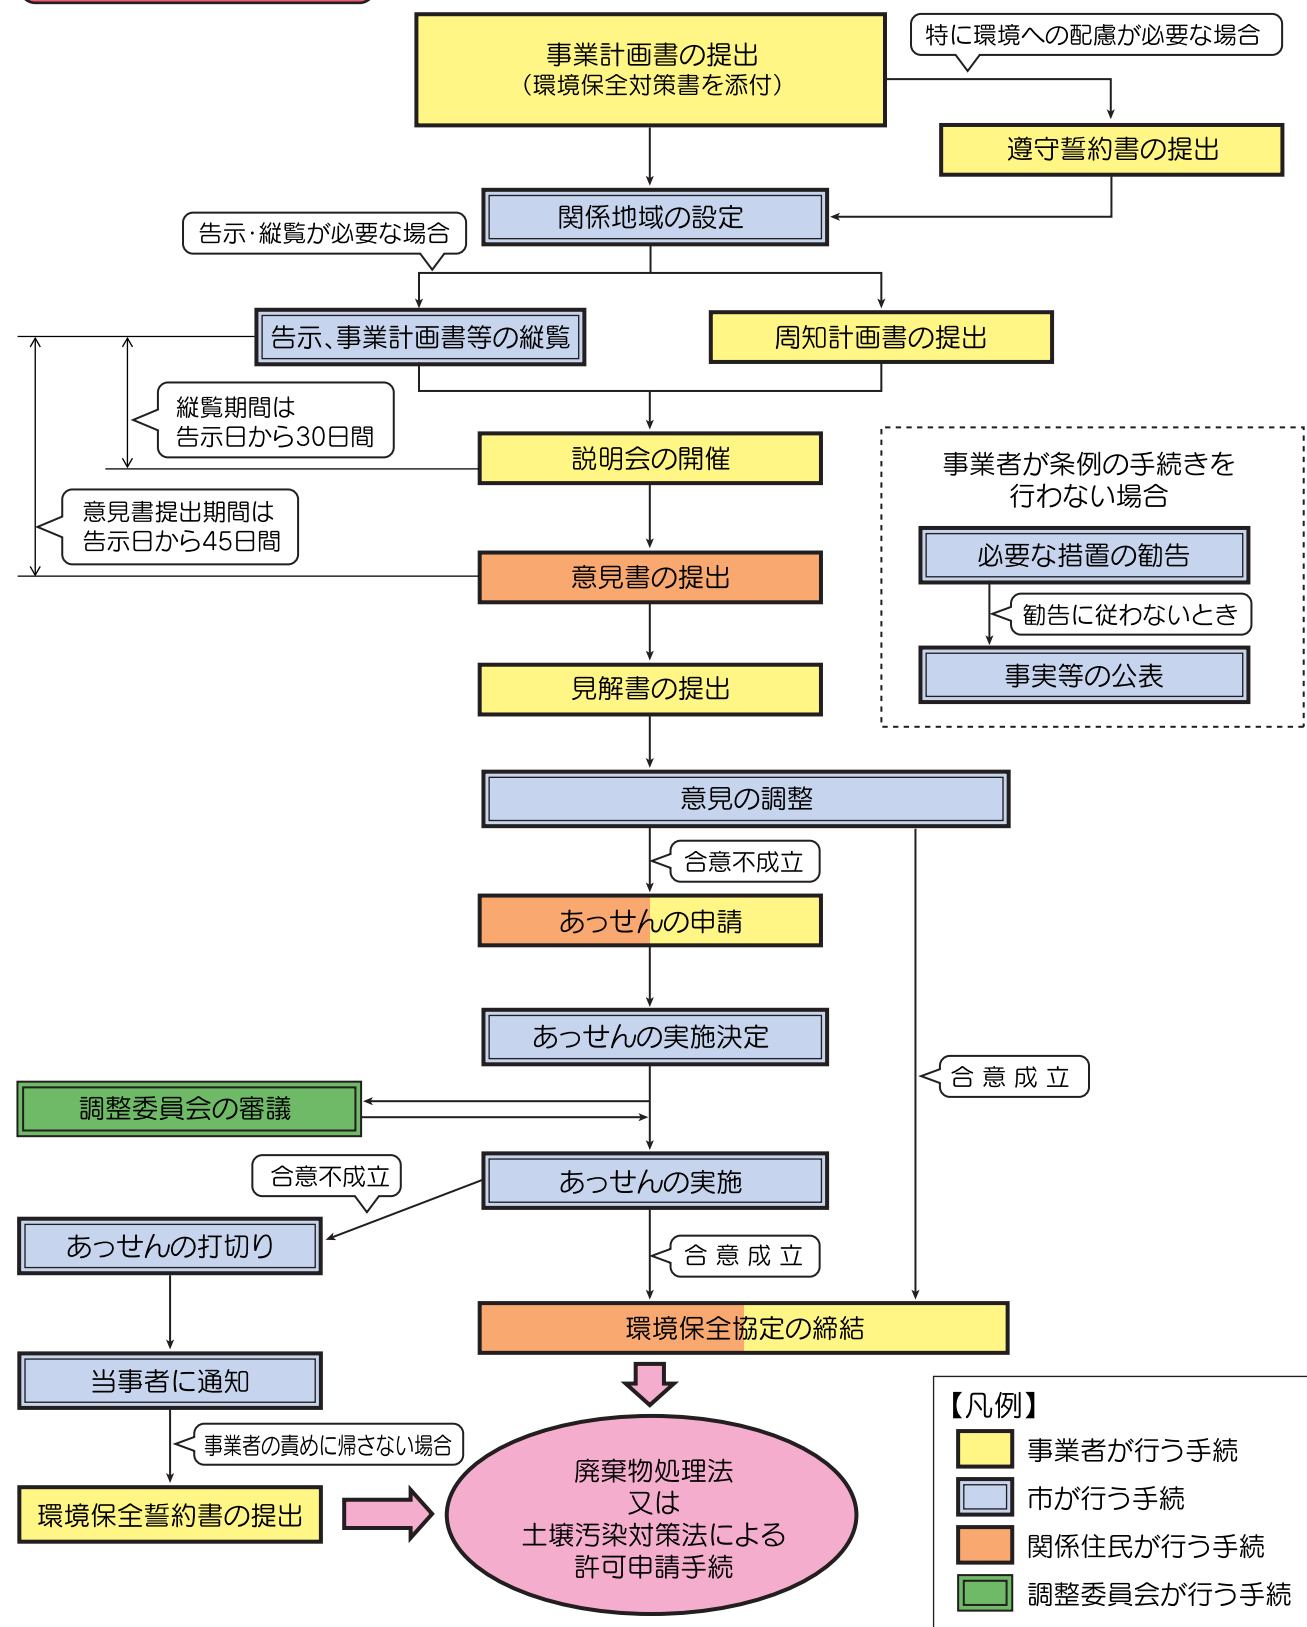 事業計画書の提出
（環境保全対策書を添付）
特に環境への配慮が必要な場合
遵守誓約書の提出
関係地域の設定
告示・縦覧が必要な場合
告示、事業計画書等の縦覧
周知計画書の提出
縦覧期間は
告示日から30日間
説明会の開催
意見書提出期間は
告示日から45日間
意見書の提出
事業者が条例の手続きを
行わない場合
必要な措置の勧告
勧告に従わないとき
事実等の公表
見解書の提出
意見の調整
合意不成立
あっせんの申請
あっせんの実施決定
合意成立
調整委員会の審議
合意不成立
あっせんの実施
あっせんの打切り
合意成立
環境保全協定の締結
当事者に通知
事業者の責めに帰さない場合
環境保全誓約書の提出
廃棄物処理法
又は
土壌汚染対策法による
許可申請手続
【凡例】
事業者が行う手続
市が行う手続
関係住民が行う手続
調整委員会が行う手続